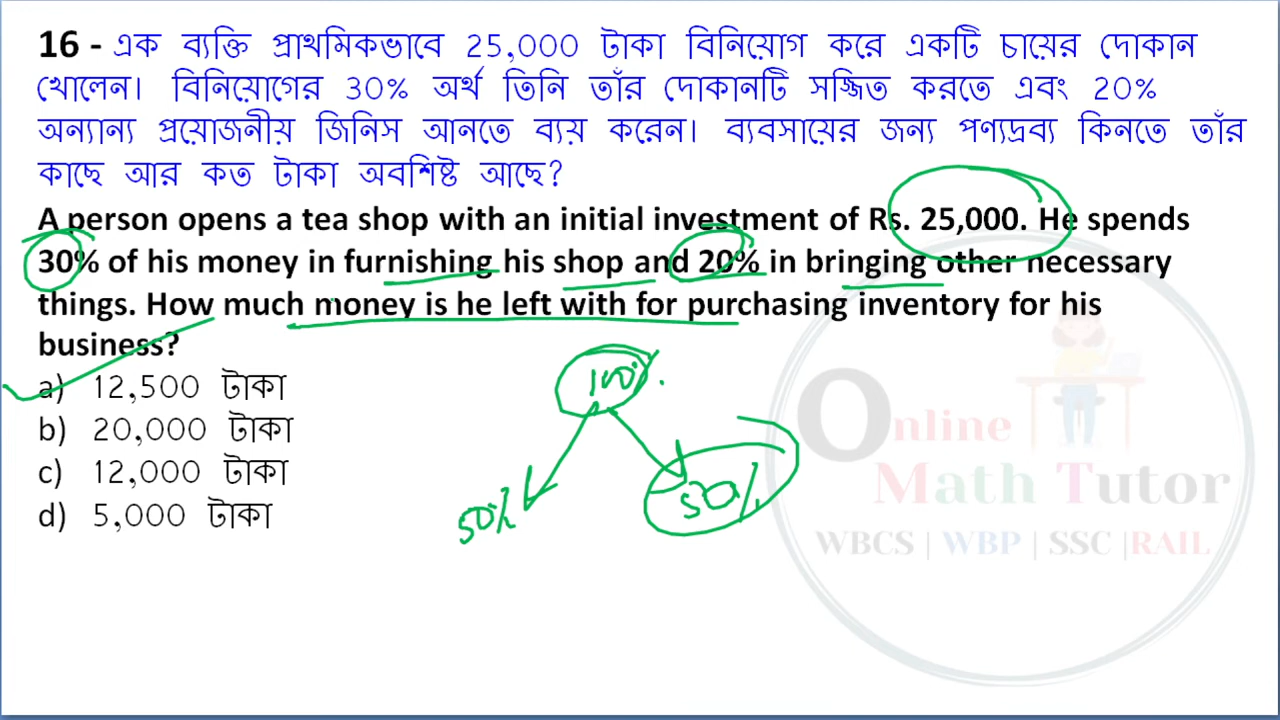 16 - এক ব্যক্তি প্রাথমিকভাবে 25,000 টাকা বিনিয়োগ করে একটি চায়ের দোকান
খোলেন। বিনিয়োগের 30% অর্থ তিনি তাঁর দোকানটি সজ্জিত করতে এবং 20%
অন্যান্য প্রয়োজনীয় জিনিস আনতে ব্যয় করেন। ব্যবসায়ের জন্য পণ্যদ্রব্য কিনতে তাঁর
কাছে আর কত টাকা অবশিষ্ট আছে?
A person opens a tea shop with an initial investment of Rs. 25,000. He spends
30% of his money in furnishing his shop and 20% in bringing other necessary
things. How much money is he left with for purchasing inventory for his
business?
a) 12,500 টাকা
b) 20,000 টাকা
c) 12,000 টাকা
d) 5,000 টাকা
100%
50%
50%
Online
Math Tutor
WBCS | WBP | SSC |RAIL